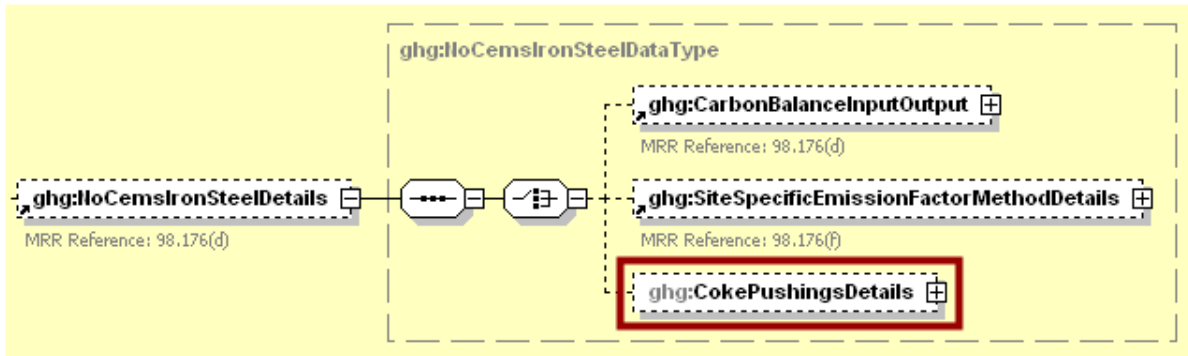 ghg:NoCemsIronSteelDataType
ghg:CarbonBalanceInputOutput
MRR Reference: 98.176(d)
ghg:NoCemsIronSteelDetails
MRR Reference: 98.176(d)
ghg:SiteSpecificEmissionFactorMethodDetails
MRR Reference: 98.176(f)
ghg:CokePushingsDetails